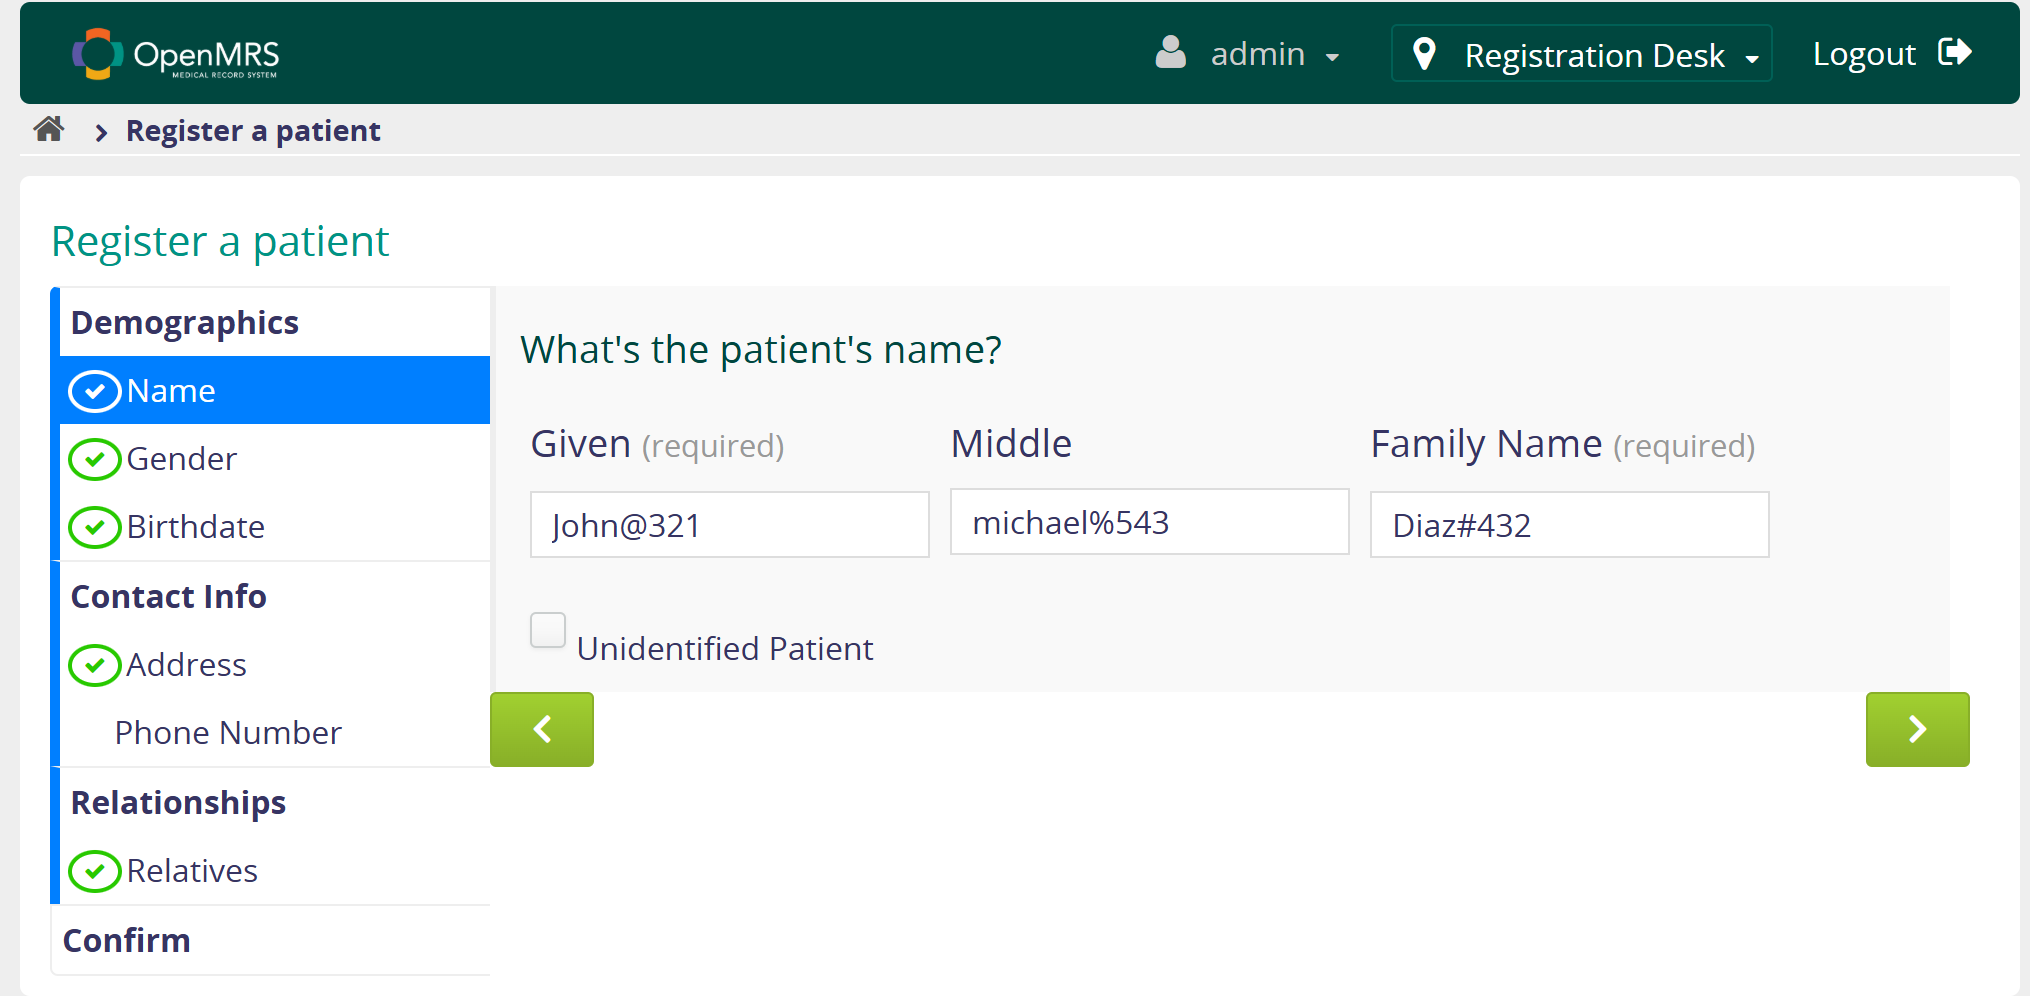 OpenMRS
MEDICAL RECORD SYSTEM
admin
Registration Desk
Logout
Register a patient
Register a patient
Demographics
Name
Gender
Birthdate
Contact Info
Address
Phone Number
Relationships
Relatives
Confirm
What's the patient's name?
Given (required)
Middle
Family Name (required)
John@321
michael%543
Diaz#432
Unidentified Patient